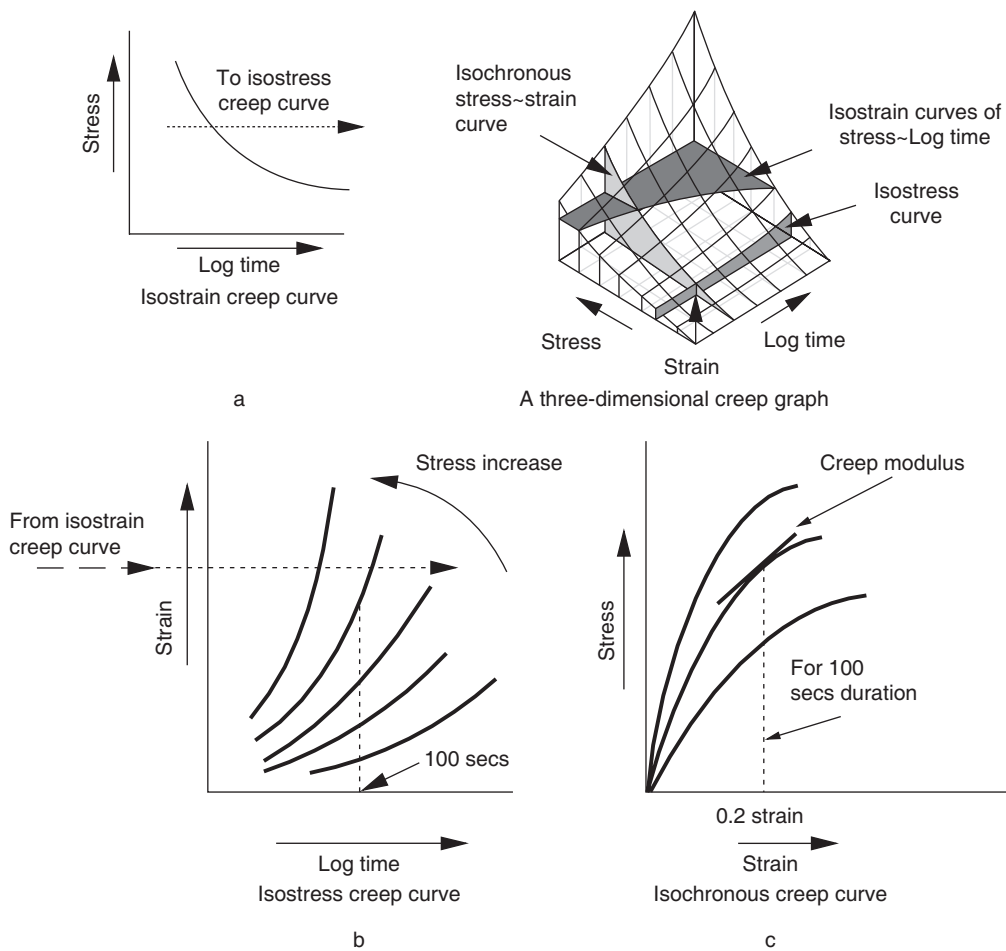 Stress
To isostress
creep curve
Log time
Isostrain creep curve
a
Isochronous
stress~strain
curve
Isostrain curves of
stress~Log time
Isostress
curve
Stress
Strain
Log time
A three-dimensional creep graph
From isostrain
creep curve
Strain
Stress increase
100 secs
Log time
Isostress creep curve
b
Stress
Creep modulus
For 100
secs duration
0.2 strain
Strain
Isochronous creep curve
c